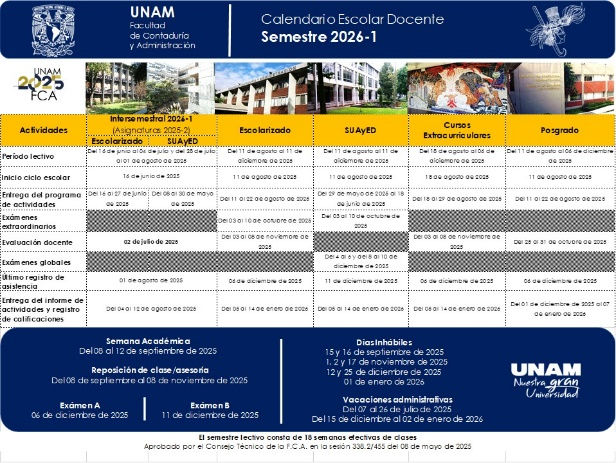 UNAM
Facultad
de Contaduría
y Administración
Calendario Escolar Docente
Semestre 2026-1
UNAM
2025
FCA
Actividades
Intersemestral 2026-1
(Asignaturas 2025-2)
Escolarizado
SUAyED
Escolarizado
SUAyED
Cursos
Extracurriculares
Posgrado
Período lectivo
Del 16 de junio al 06 de julio y del 28 de julio
al 01 de agosto de 2025
Del 11 de agosto al 11 de
diciembre de 2025
Del 11 de agosto al 11 de
diciembre de 2025
Del 18 de agosto al 06 de
diciembre de 2025
Del 11 de agosto al 06 de diciembre
de 2025
Inicio ciclo escolar
16 de junio de 2025
11 de agosto de 2025
11 de agosto de 2025
18 de agosto de 2025
11 de agosto de 2025
Entrega del programa
de actividades
Del 16 al 27 de junio
de 2025
Del 08 al 30 de mayo
de 2025
Del 11 al 22 agosto de 2025
Del 29 de mayo de 2025 al 18
de junio de 2025
Del 18 al 29 de agosto de 2025
Del 11 al 22 de agosto de 2025
Exámenes
extraordinarios
Del 03 al 10 de octubre de 2025
Del 03 al 10 de octubre de
2025
Evaluación docente
02 de julio de 2025
Del 03 al 08 de noviembre de
2025
Del 03 al 08 de noviembre de
2025
Del 25 al 31 de octubre de 2025
Exámenes globales
Del 4 al 6 y del 8 al 10 de
diciembre de 2025
Último registro de
asistencia
01 de agosto de 2025
06 de diciembre de 2025
11 de diciembre de 2025
06 de diciembre de 2025
06 de diciembre de 2025
Entrega del informe de
actividades y registro
de calificaciones
Del 04 al 12 de agosto de 2025
Del 08 al 14 de enero de 2026
Del 08 al 14 de enero de 2026
Del 08 al 14 de enero de 2026
Del 01 de diciembre de 2025 al 07
de enero de 2026
Semana Académica
Del 08 al 12 de septiembre de 2025
Reposición de clase/asesoría
Del 08 de septiembre al 08 de noviembre de 2025
Exámen A
06 de diciembre de 2025
Exámen B
11 de diciembre de 2025
Días Inhábiles
15 y 16 de septiembre de 2025
1, 2 y 17 de noviembre de 2025
12 y 25 de diciembre de 2025
01 de enero de 2026
Vacaciones administrativas
Del 07 al 26 de julio de 2025
Del 15 de diciembre al 02 de enero de 2026
UNAM
Nuestra gran
Universidad
El semestre lectivo consta de 18 semanas efectivas de clases
Aprobado por el Consejo Técnico de la F.C.A. en la sesión 338.2/455 del 08 de mayo de 2025